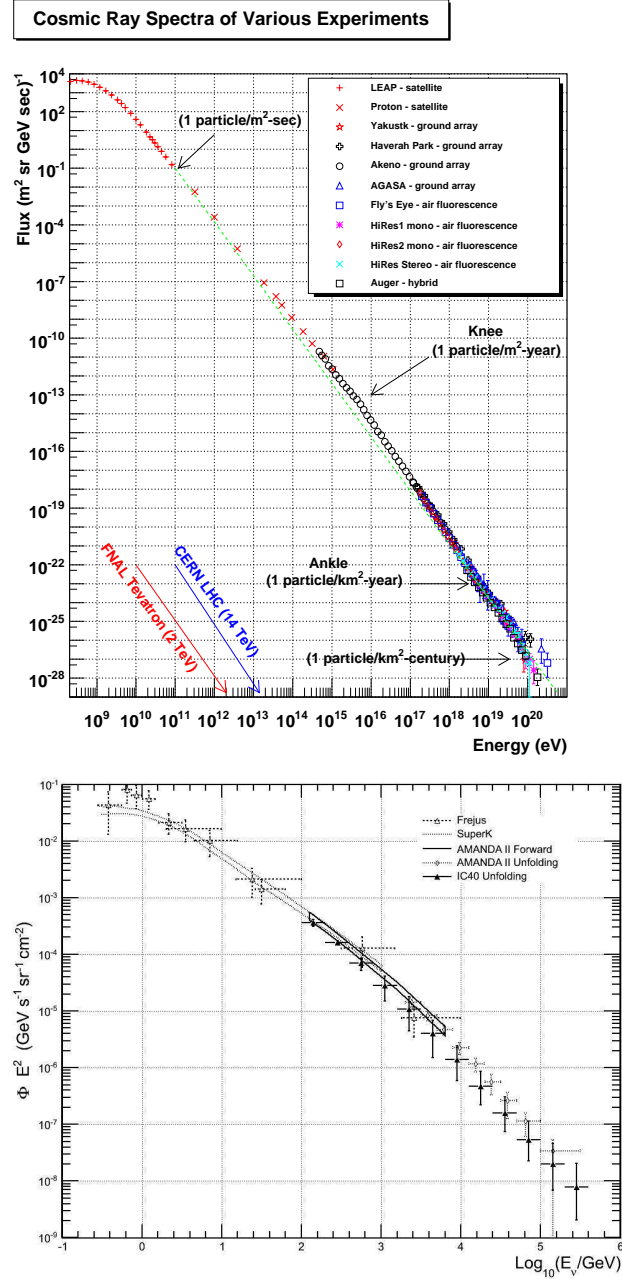 Cosmic Ray Spectra of Various Experiments
Flux (m² sr GeV sec)⁻¹
10⁴
10²
10⁻¹
10⁻⁴
10⁻⁷
10⁻¹⁰
10⁻¹³
10⁻¹⁶
10⁻¹⁹
10⁻²²
10⁻²⁵
10⁻²⁸
(1 particle/m²-sec)
LEAP - satellite
Proton - satellite
Yakustk - ground array
Haverah Park - ground array
Akeno - ground array
AGASA - ground array
Fly's Eye - air fluorescence
HiRes1 mono - air fluorescence
HiRes2 mono - air fluorescence
HiRes Stereo - air fluorescence
Auger - hybrid
Knee
(1 particle/m²-year)
Ankle
(1 particle/km²-year)
(1 particle/km²-century)
FNAL Tevatron (2 TeV)
CERN LHC (14 TeV)
10⁹ 10¹⁰ 10¹¹ 10¹² 10¹³ 10¹⁴ 10¹⁵ 10¹⁶ 10¹⁷ 10¹⁸ 10¹⁹ 10²⁰
Energy (eV)
Φ E² (GeV s⁻¹ sr⁻¹ cm⁻²)
10⁻¹
10⁻²
10⁻³
10⁻⁴
10⁻⁵
10⁻⁶
10⁻⁷
10⁻⁸
10⁻⁹
Frejus
SuperK
AMANDA II Forward
AMANDA II Unfolding
IC40 Unfolding
-1 0 1 2 3 4 5 6
Log₁₀(Eᵥ/GeV)